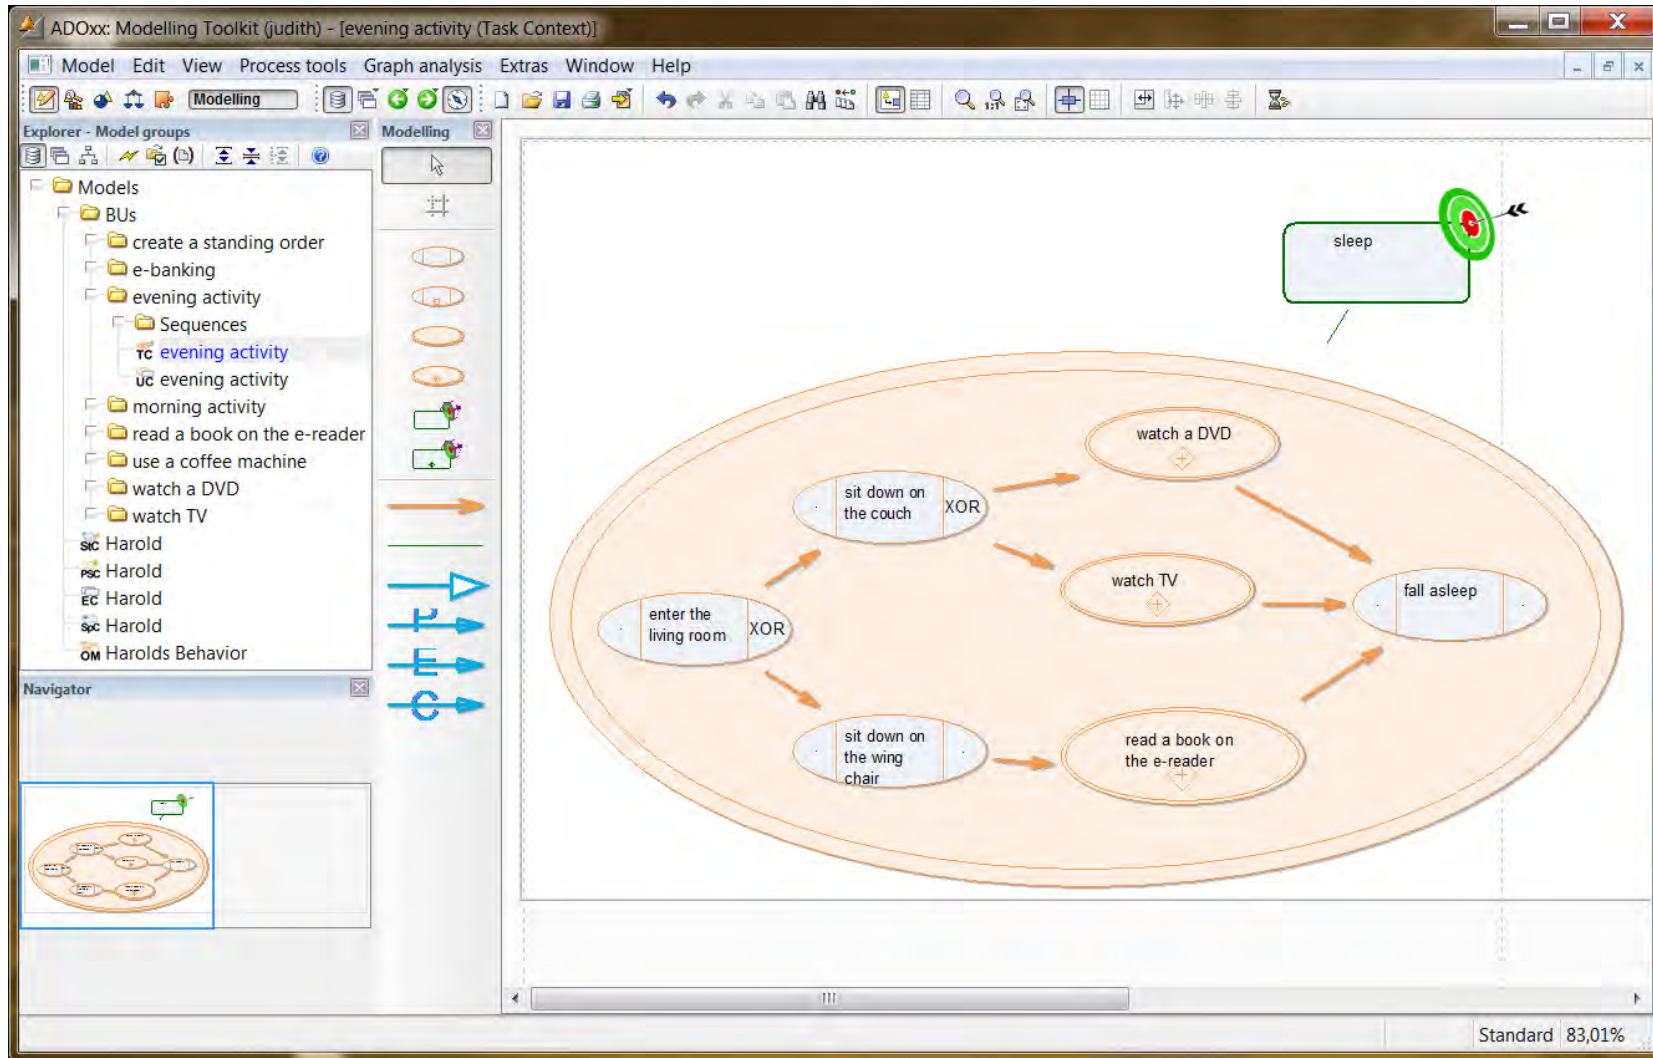 ADOxx: Modelling Toolkit (judith) - [evening activity (Task Context)]
Model Edit View Process tools Graph analysis Extras Window Help
Modelling
Explorer - Model groups
Modelling
Models
BUs
create a standing order
e-banking
evening activity
Sequences
TC evening activity
UC evening activity
morning activity
read a book on the e-reader
use a coffee machine
watch a DVD
watch TV
StC Harold
PSC Harold
EC Harold
SpC Harold
OM Harolds Behavior
Navigator
P
E
C
sleep
watch a DVD
sit down on
the couch
XOR
watch TV
fall asleep
enter the
living room
XOR
sit down on
the wing
chair
read a book on
the e-reader
Standard 83,01%